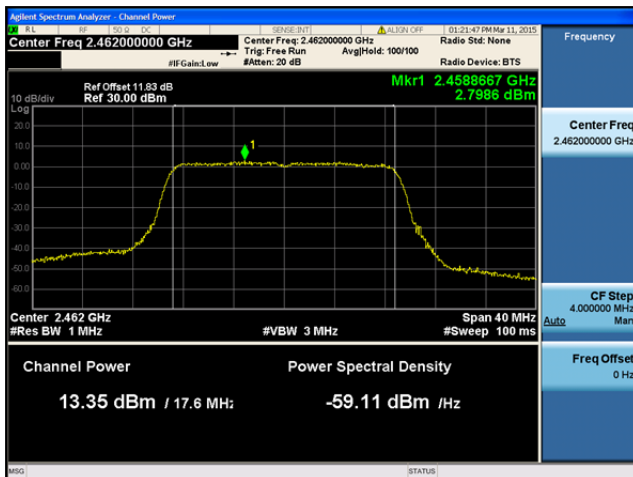 Agilent Spectrum Analyzer - Channel Power
RL RF 50 Ω DC SENSE:INT ALIGN OFF 01:21:47 PM Mar 11, 2015
Center Freq 2.462000000 GHz
Center Freq: 2.462000000 GHz
Radio Std: None
Trig: Free Run Avg|Hold: 100/100
#IFGain:Low #Atten: 20 dB Radio Device: BTS
Mkr1 2.4588667 GHz
2.7986 dBm
Ref Offset 11.83 dB
10 dB/div Ref 30.00 dBm
Log
20.0
10.0
0.00
-10.0
-20.0
-30.0
-40.0
-50.0
-60.0
1
Center 2.462 GHz Span 40 MHz
#Res BW 1 MHz #VBW 3 MHz #Sweep 100 ms
Channel Power Power Spectral Density
13.35 dBm / 17.6 MHz -59.11 dBm /Hz
MSG STATUS
Frequency
Center Freq
2.462000000 GHz
CF Step
4.000000 MHz
Auto Man
Freq Offset
0 Hz